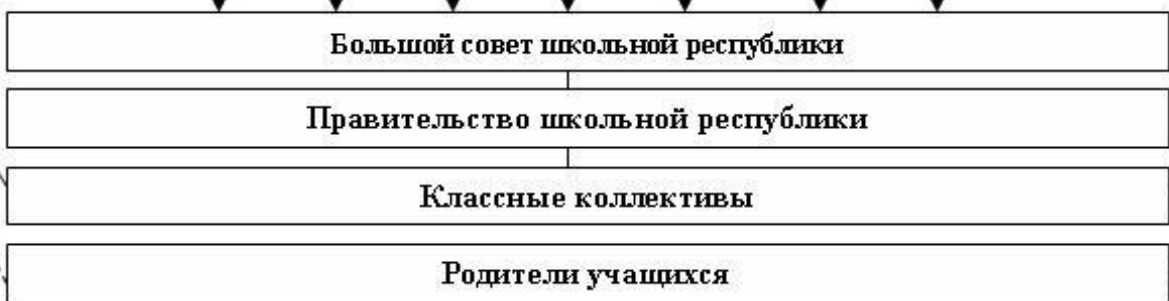 Большой совет школьной республики
Правительство школьной республики
Классные коллективы
Родители учащихся